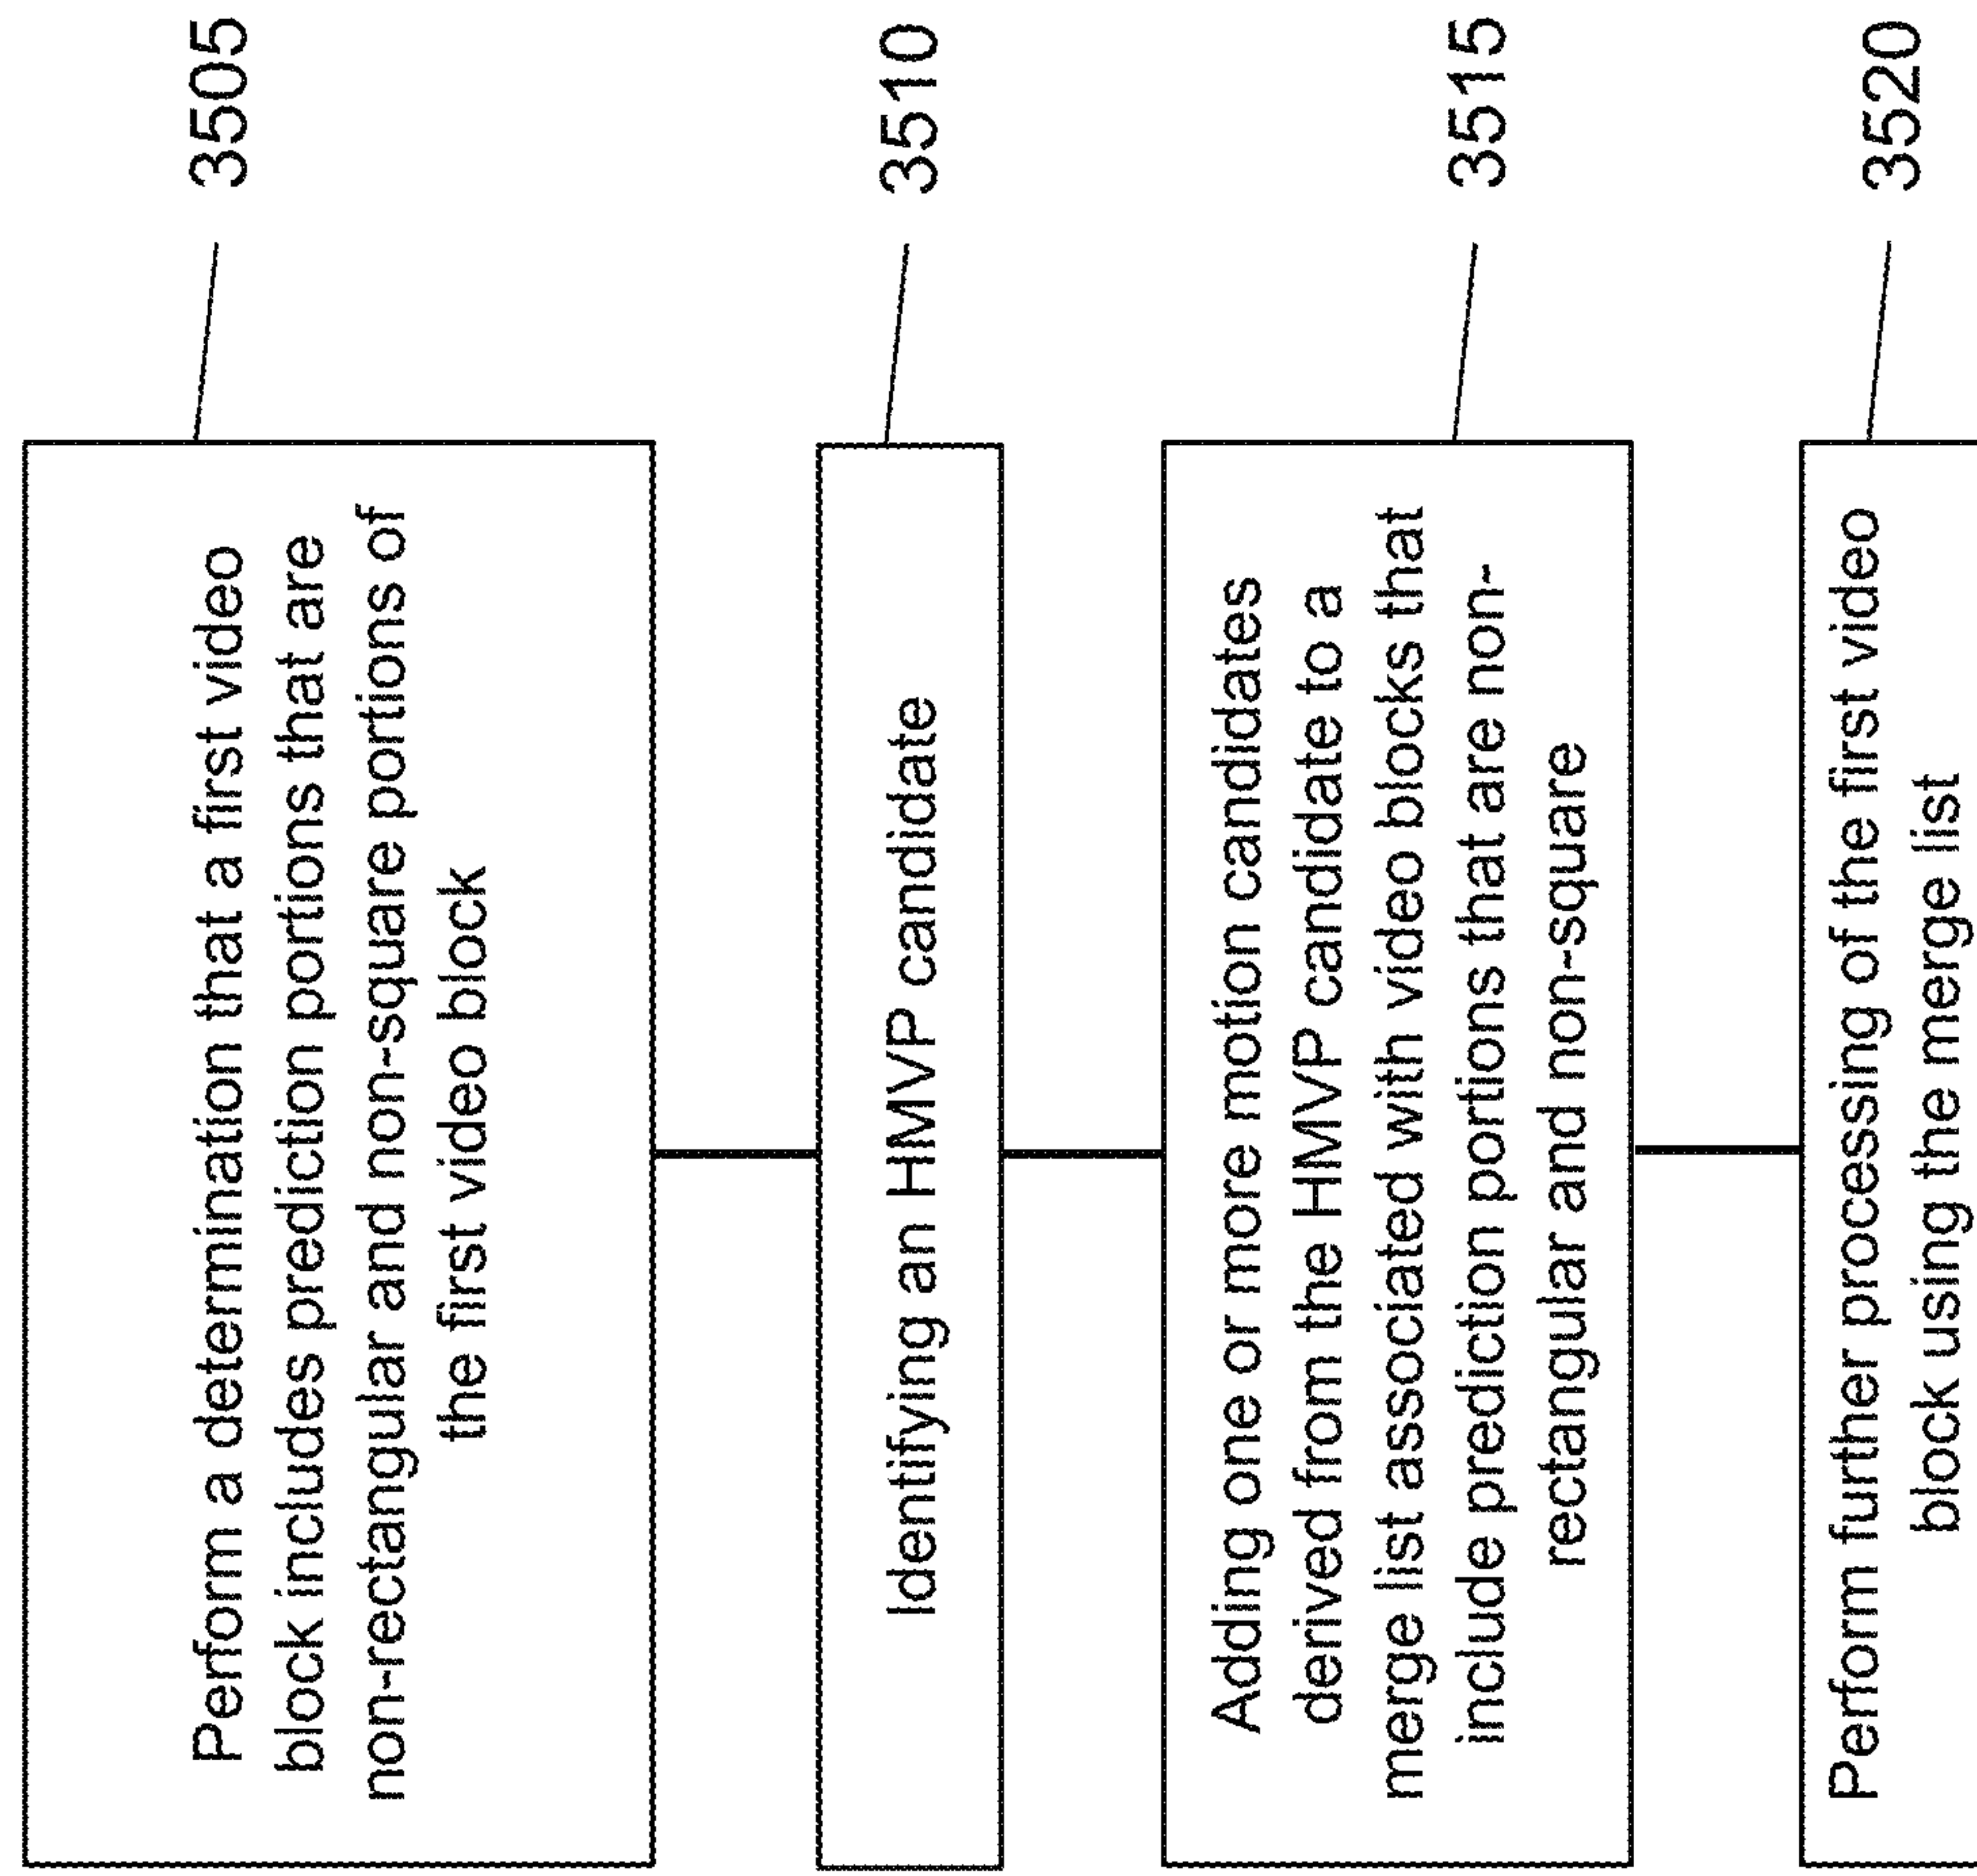 Perform a determination that a first video
block includes prediction portions that are
non-rectangular and non-square portions of
the first video block
3505
Identifying an HMVP candidate
3510
Adding one or more motion candidates
derived from the HMVP candidate to a
merge list associated with video blocks that
include prediction portions that are non-
rectangular and non-square
3515
Perform further processing of the first video
block using the merge list
3520